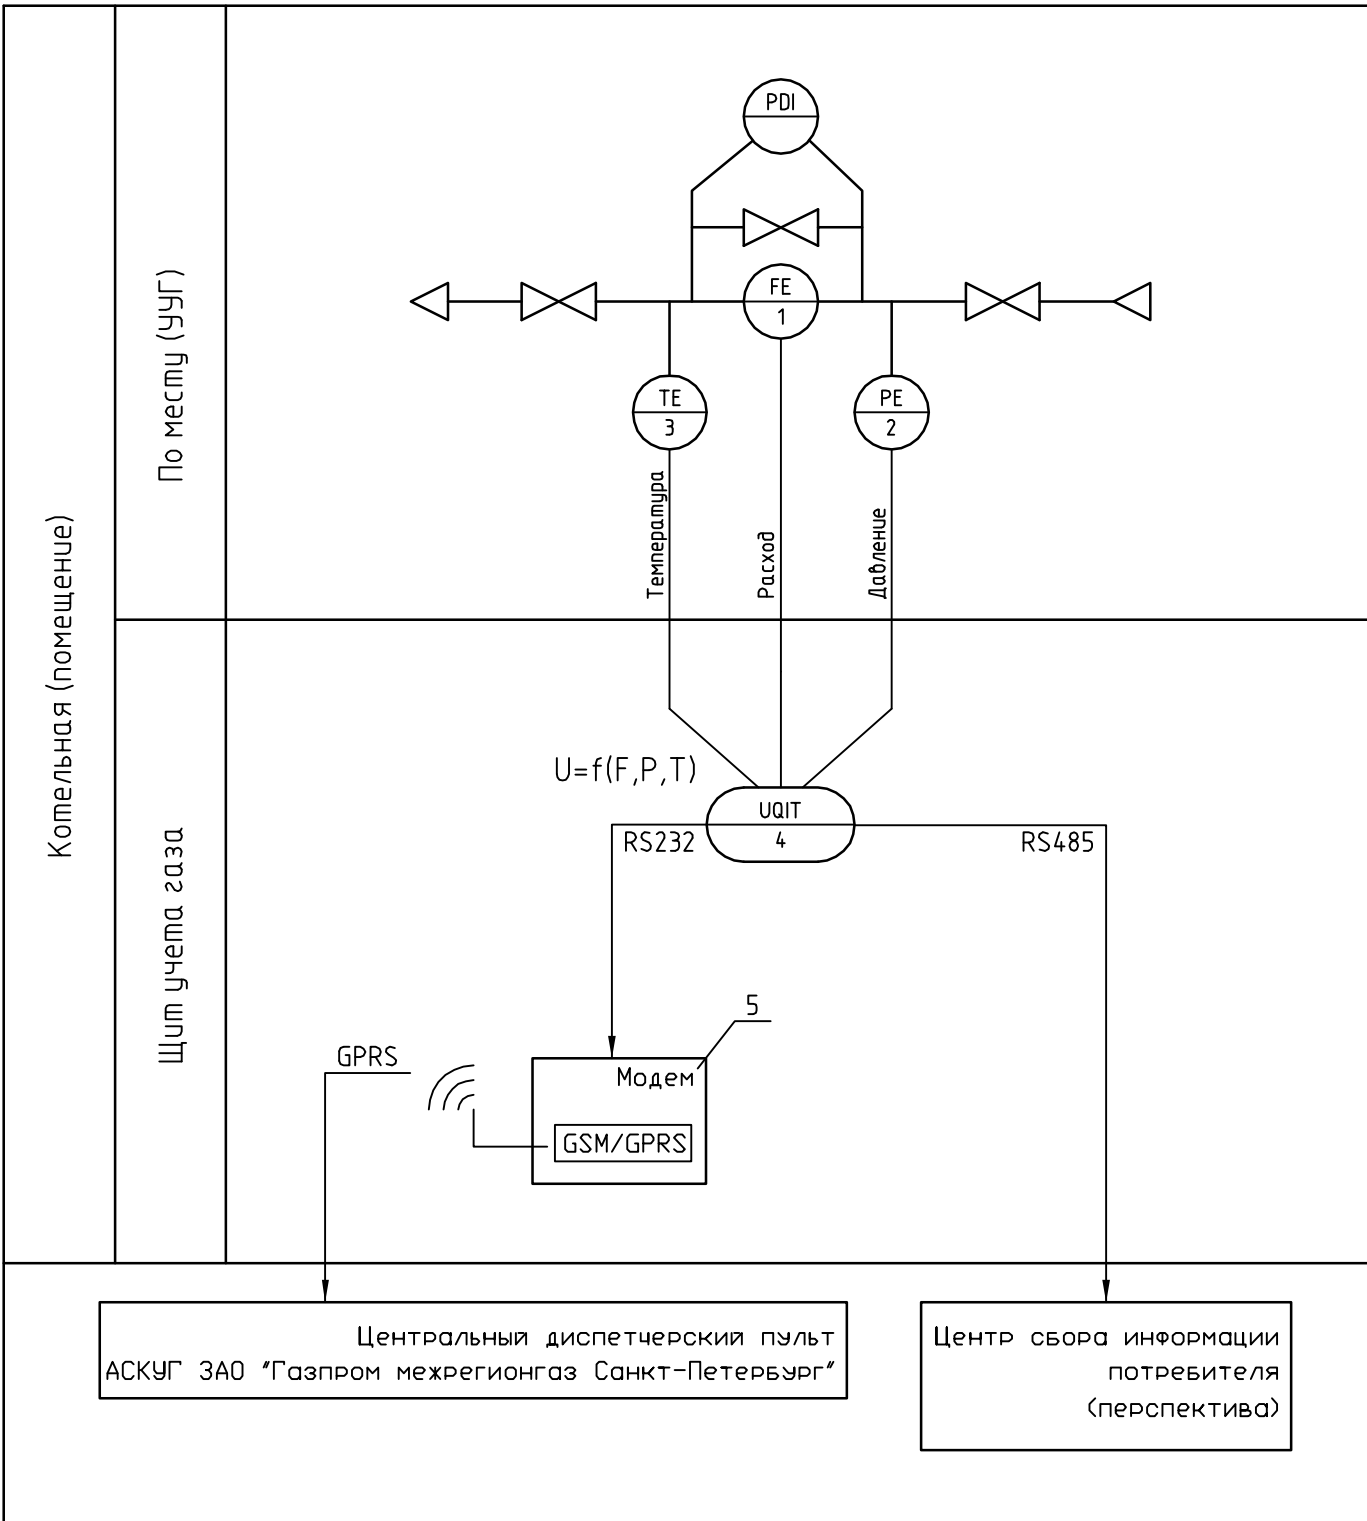 PDI
FE
1
TE
3
PE
2
Температура
Расход
Давление
По месту (УУГ)
Котельная (помещение)
Щит учета газа
U=f(F,P,T)
UQIT
4
RS232
RS485
5
GPRS
Модем
GSM/GPRS
Центральный диспетчерский пульт
АСКУГ ЗАО "Газпром межрегионгаз Санкт-Петербург"
Центр сбора информации
потребителя
(перспектива)